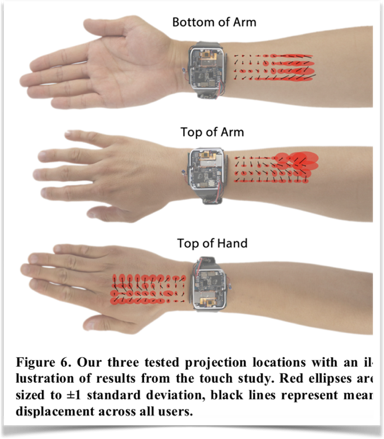 Bottom of Arm
Top of Arm
Top of Hand
Figure 6. Our three tested projection locations with an il-
lustration of results from the touch study. Red ellipses are
sized to ±1 standard deviation, black lines represent mean
displacement across all users.